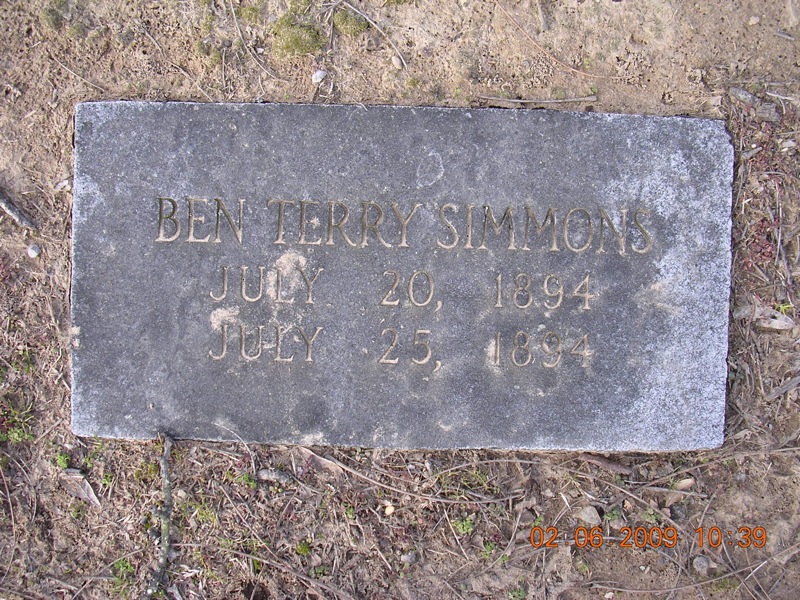 BEN TERRY SIMMONS
JULY 20, 1894
JULY 25, 1894
02.06.2009 10:39